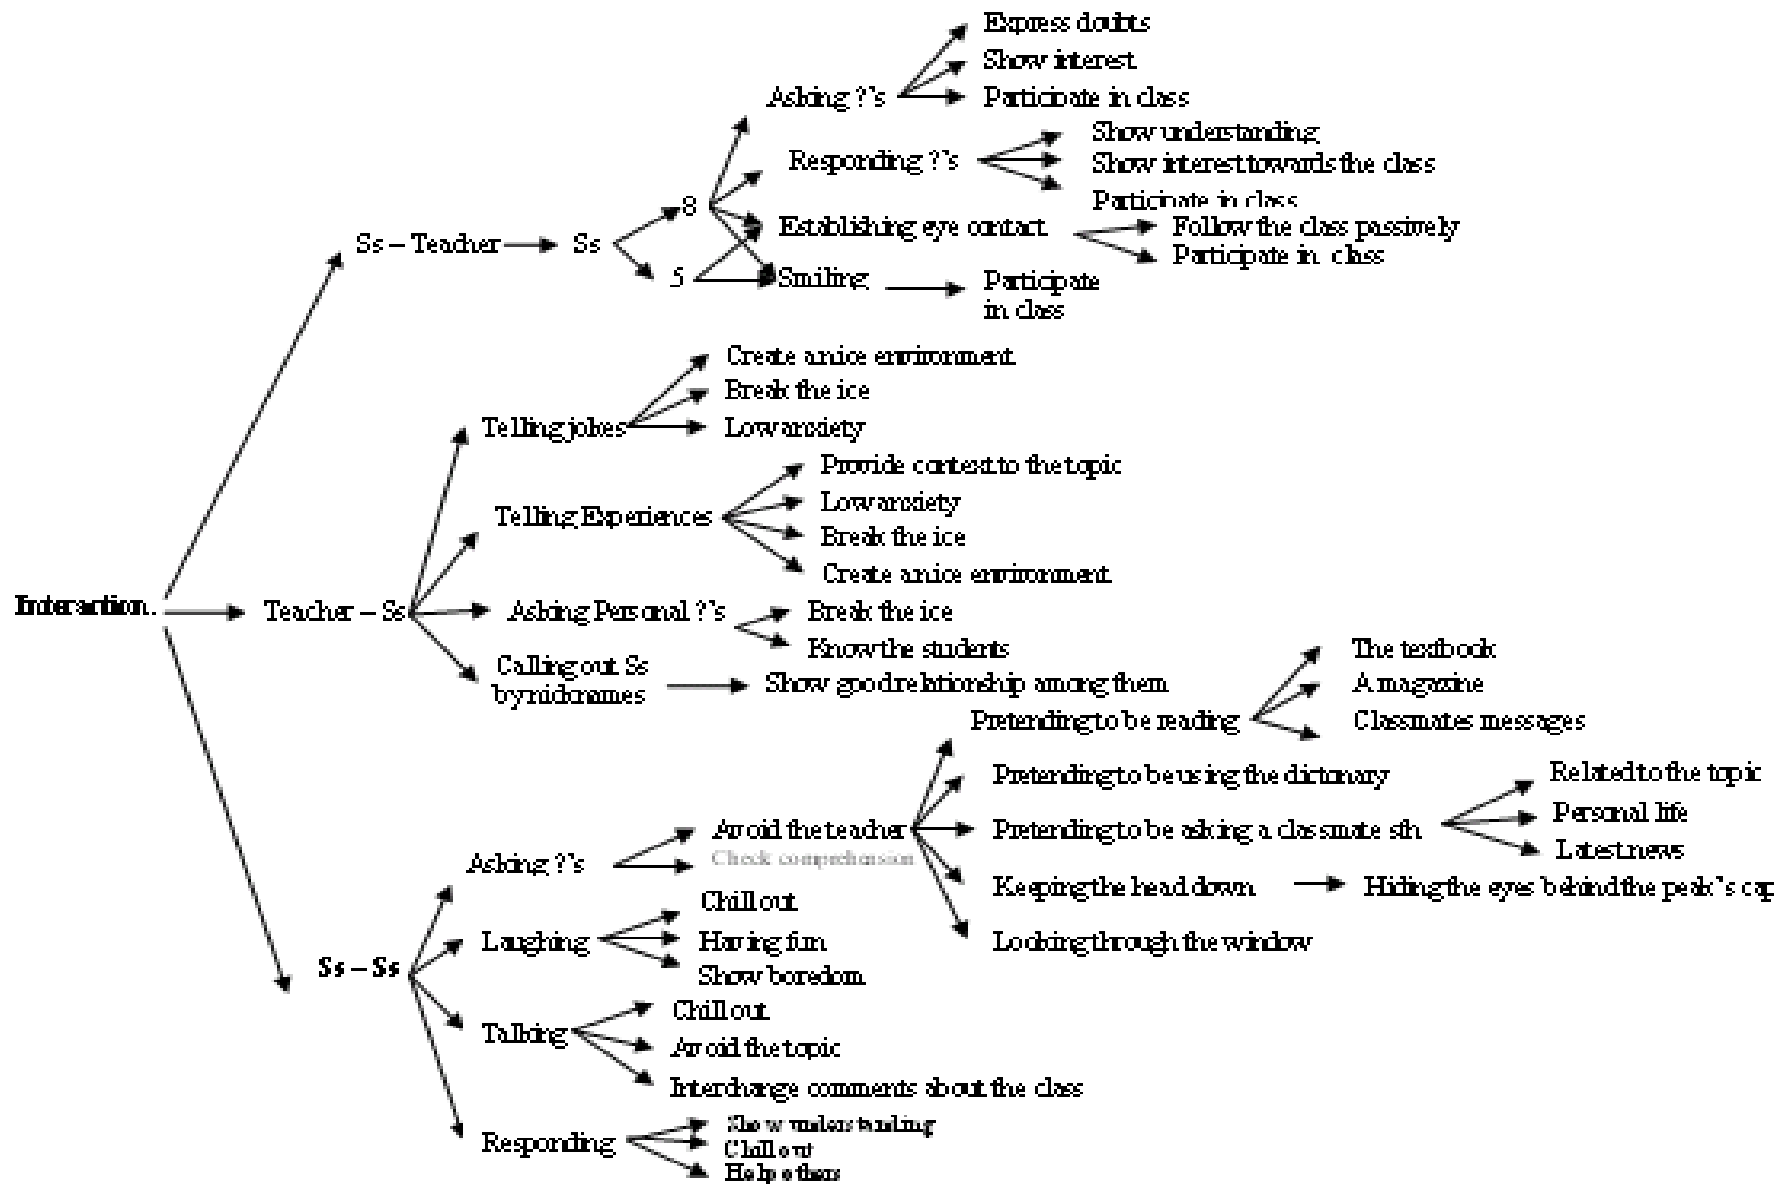 Express doubts
Show interest
Asking ?'s
Participate in class
Show understanding
Responding ?'s
Show interest towards the class
Participate in class
8
Establishing eye contact
Follow the class passively
Ss – Teacher
Ss
Participate in class
5
Smiling
Participate
in class
Create a nice environment
Break the ice
Telling jokes
Low anxiety
Provide context to the topic
Low anxiety
Telling Experiences
Break the ice
Create a nice environment
Interaction.
Teacher – Ss
Asking Personal ?'s
Break the ice
Know the students
Calling out Ss
by nicknames
Show good relationship among them
The textbook
A magazine
Pretending to be reading
Classmates messages
Pretending to be using the dictonary
Related to the topic
Personal life
Avoid the teacher
Pretending to be asking a classmate sth
Latest news
Asking ?'s
Check comprehension
Keeping the head down
Hiding the eyes behind the peak's cap
Chill out
Laughing
Having fun
Looking through the window
Ss – Ss
Show boredom
Chill out
Talking
Avoid the topic
Interchange comments about the class
Show understanding
Responding
Chill out
Help others